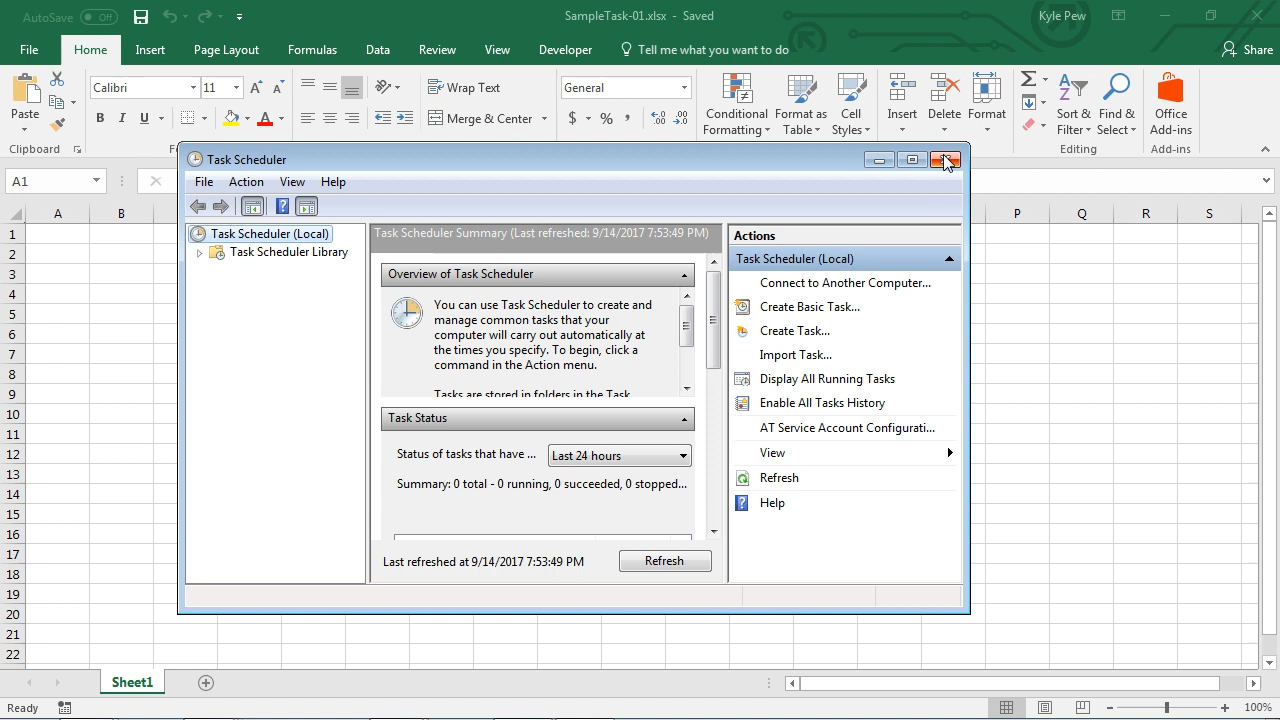 AutoSave Off SampleTask-01.xlsx - Saved Kyle Pew
File Home Insert Page Layout Formulas Data Review View Developer Tell me what you want to do Share
Calibri 11 Wrap Text General
Paste B I U Merge & Center $ % , Conditional Formatting Format as Table Cell Styles Insert Delete Format Sort & Filter Find & Select Office Add-ins
Clipboard Editing Add-ins
A1
A B P Q R S
Task Scheduler
File Action View Help
Task Scheduler (Local)
Task Scheduler Library
Task Scheduler Summary (Last refreshed: 9/14/2017 7:53:49 PM)
Overview of Task Scheduler
You can use Task Scheduler to create and
manage common tasks that your
computer will carry out automatically at
the times you specify. To begin, click a
command in the Action menu.
Tasks are stored in folders in the Task
Task Status
Status of tasks that have ... Last 24 hours
Summary: 0 total - 0 running, 0 succeeded, 0 stopped...
Last refreshed at 9/14/2017 7:53:49 PM Refresh
Actions
Task Scheduler (Local)
Connect to Another Computer...
Create Basic Task...
Create Task...
Import Task...
Display All Running Tasks
Enable All Tasks History
AT Service Account Configurati...
View
Refresh
Help
1
2
3
4
5
6
7
8
9
10
11
12
13
14
15
16
17
18
19
20
21
22
Sheet1
Ready 100%